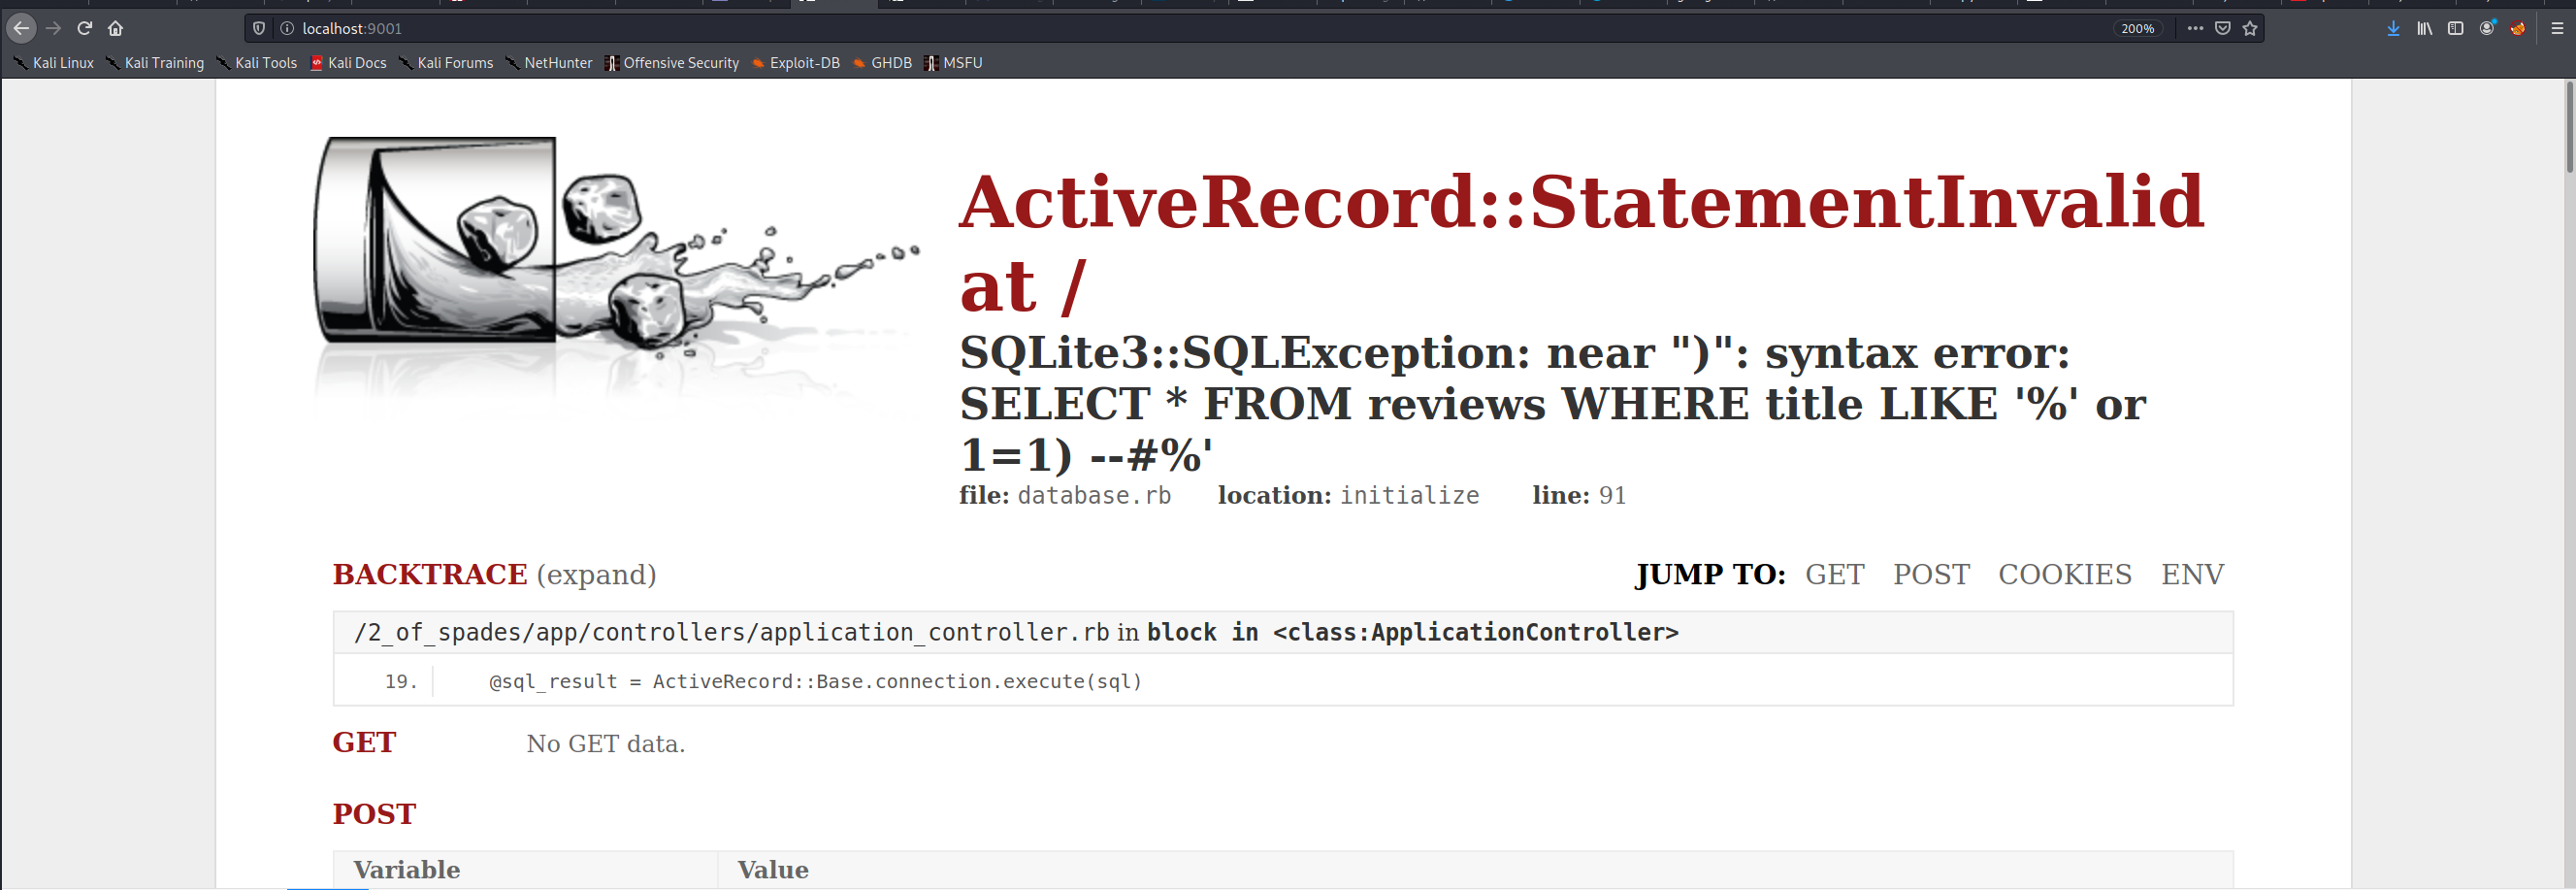 localhost:9001
200%
Kali Linux Kali Training Kali Tools Kali Docs Kali Forums NetHunter Offensive Security Exploit-DB GHDB MSFU
ActiveRecord::StatementInvalid
at /
SQLite3::SQLException: near ")": syntax error:
SELECT * FROM reviews WHERE title LIKE '%' or
1=1) --#%'
file: database.rb location: initialize line: 91
BACKTRACE (expand)
JUMP TO: GET POST COOKIES ENV
/2_of_spades/app/controllers/application_controller.rb in block in <class:ApplicationController>
19. @sql_result = ActiveRecord::Base.connection.execute(sql)
GET No GET data.
POST
Variable Value